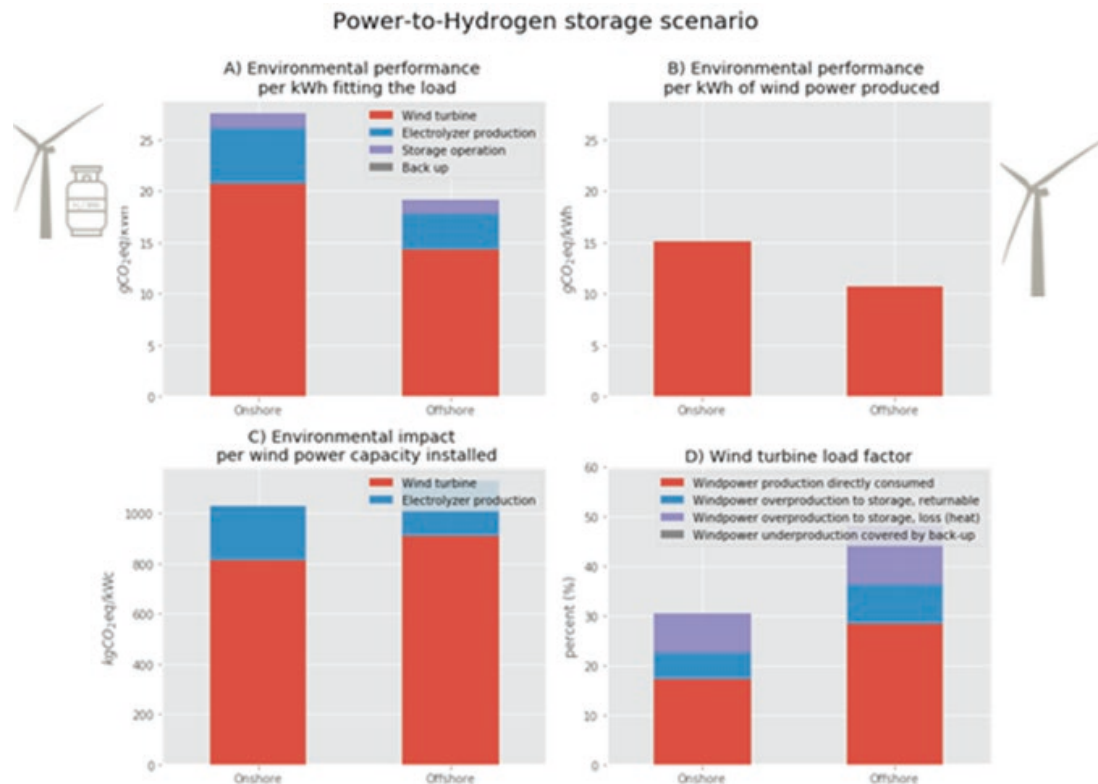 Power-to-Hydrogen storage scenario
A) Environmental performance
per kWh fitting the load
Wind turbine
Electrolyzer production
Storage operation
Back up
gCO₂eq/kWh
25
20
15
10
5
0
Onshore
Offshore
B) Environmental performance
per kWh of wind power produced
gCO₂eq/kWh
25
20
15
10
5
0
Onshore
Offshore
C) Environmental impact
per wind power capacity installed
Wind turbine
Electrolyzer production
kgCO₂eq/kWc
1000
800
600
400
200
0
Onshore
Offshore
D) Wind turbine load factor
Windpower production directly consumed
Windpower overproduction to storage, returnable
Windpower overproduction to storage, loss (heat)
Windpower underproduction covered by back-up
percent (%)
60
50
40
30
20
10
0
Onshore
Offshore